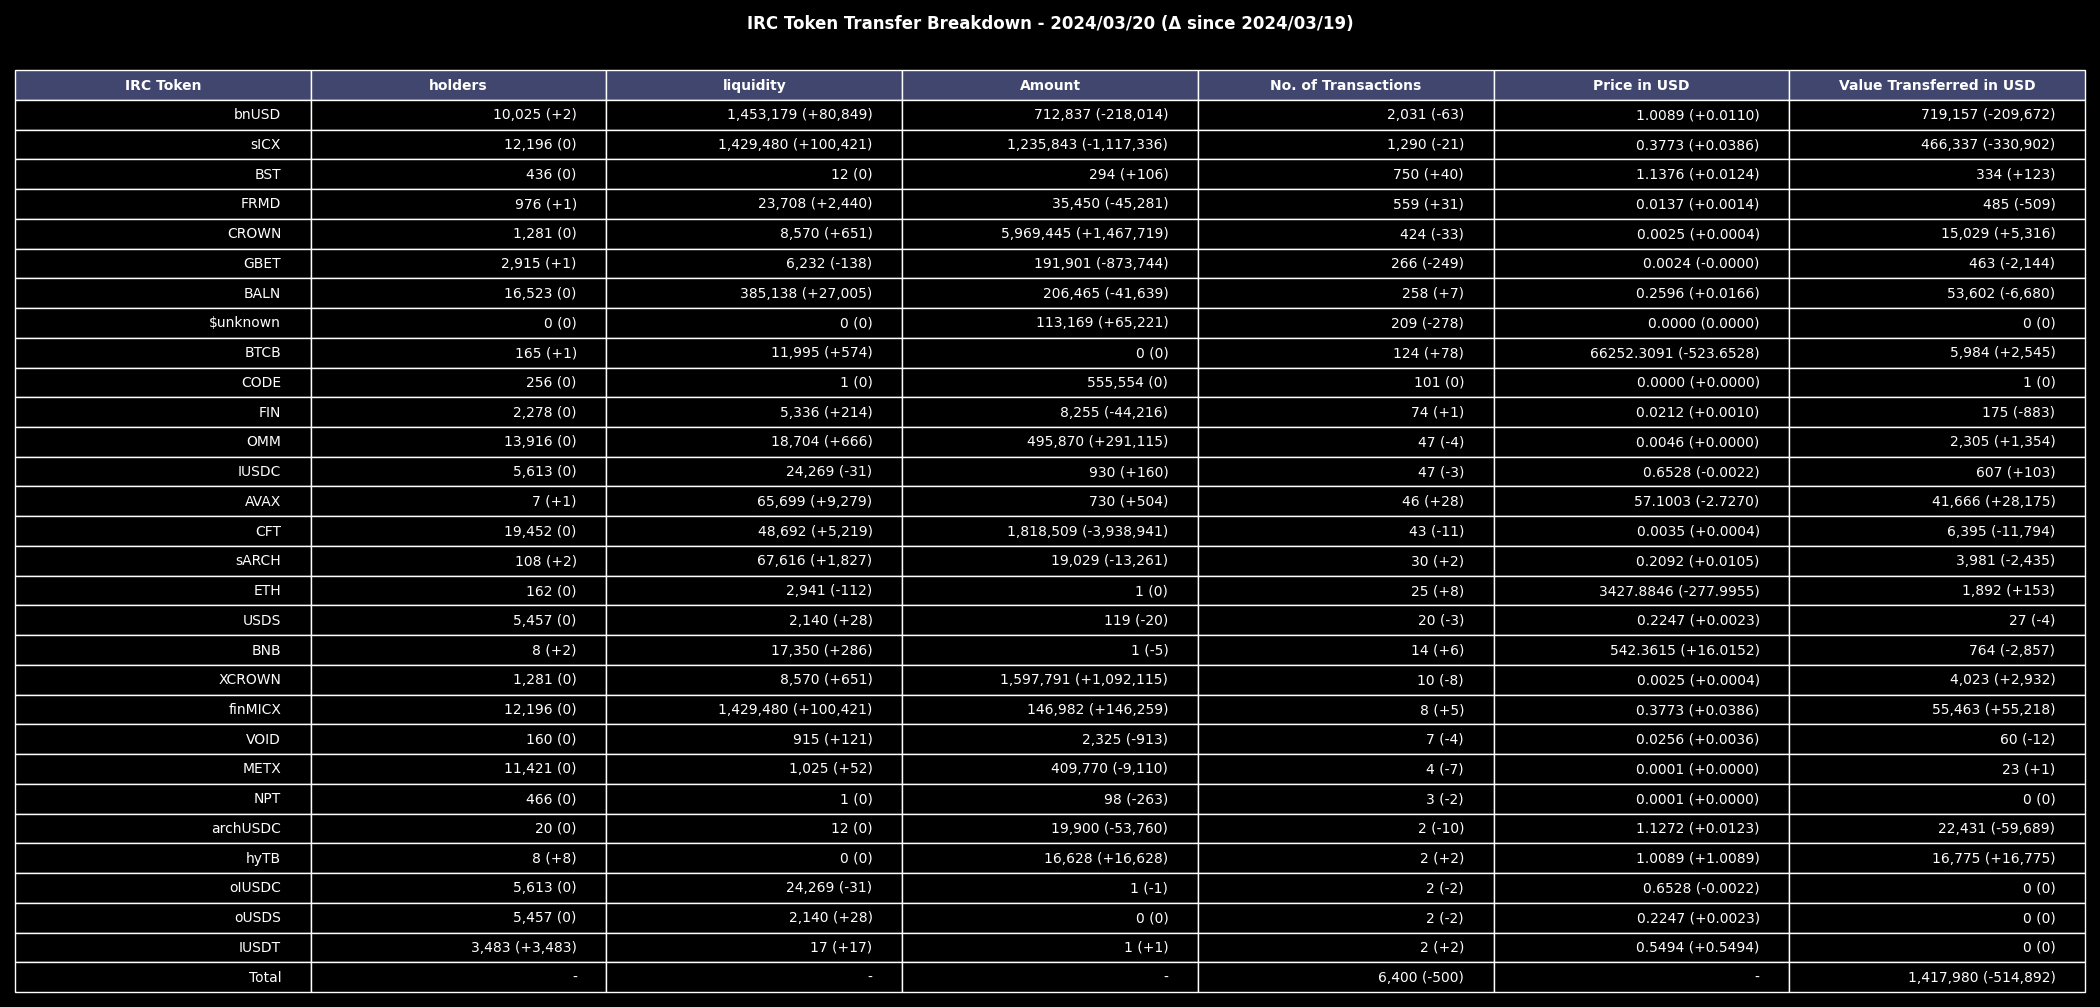 IRC Token Transfer Breakdown - 2024/03/20 (Δ since 2024/03/19)
IRC Token holders liquidity Amount No. of Transactions Price in USD Value Transferred in USD
bnUSD 10,025 (+2) 1,453,179 (+80,849) 712,837 (-218,014) 2,031 (-63) 1.0089 (+0.0110) 719,157 (-209,672)
sICX 12,196 (0) 1,429,480 (+100,421) 1,235,843 (-1,117,336) 1,290 (-21) 0.3773 (+0.0386) 466,337 (-330,902)
BST 436 (0) 12 (0) 294 (+106) 750 (+40) 1.1376 (+0.0124) 334 (+123)
FRMD 976 (+1) 23,708 (+2,440) 35,450 (-45,281) 559 (+31) 0.0137 (+0.0014) 485 (-509)
CROWN 1,281 (0) 8,570 (+651) 5,969,445 (+1,467,719) 424 (-33) 0.0025 (+0.0004) 15,029 (+5,316)
GBET 2,915 (+1) 6,232 (-138) 191,901 (-873,744) 266 (-249) 0.0024 (-0.0000) 463 (-2,144)
BALN 16,523 (0) 385,138 (+27,005) 206,465 (-41,639) 258 (+7) 0.2596 (+0.0166) 53,602 (-6,680)
$unknown 0 (0) 0 (0) 113,169 (+65,221) 209 (-278) 0.0000 (0.0000) 0 (0)
BTCB 165 (+1) 11,995 (+574) 0 (0) 124 (+78) 66252.3091 (-523.6528) 5,984 (+2,545)
CODE 256 (0) 1 (0) 555,554 (0) 101 (0) 0.0000 (+0.0000) 1 (0)
FIN 2,278 (0) 5,336 (+214) 8,255 (-44,216) 74 (+1) 0.0212 (+0.0010) 175 (-883)
OMM 13,916 (0) 18,704 (+666) 495,870 (+291,115) 47 (-4) 0.0046 (+0.0000) 2,305 (+1,354)
IUSDC 5,613 (0) 24,269 (-31) 930 (+160) 47 (-3) 0.6528 (-0.0022) 607 (+103)
AVAX 7 (+1) 65,699 (+9,279) 730 (+504) 46 (+28) 57.1003 (-2.7270) 41,666 (+28,175)
CFT 19,452 (0) 48,692 (+5,219) 1,818,509 (-3,938,941) 43 (-11) 0.0035 (+0.0004) 6,395 (-11,794)
sARCH 108 (+2) 67,616 (+1,827) 19,029 (-13,261) 30 (+2) 0.2092 (+0.0105) 3,981 (-2,435)
ETH 162 (0) 2,941 (-112) 1 (0) 25 (+8) 3427.8846 (-277.9955) 1,892 (+153)
USDS 5,457 (0) 2,140 (+28) 119 (-20) 20 (-3) 0.2247 (+0.0023) 27 (-4)
BNB 8 (+2) 17,350 (+286) 1 (-5) 14 (+6) 542.3615 (+16.0152) 764 (-2,857)
XCROWN 1,281 (0) 8,570 (+651) 1,597,791 (+1,092,115) 10 (-8) 0.0025 (+0.0004) 4,023 (+2,932)
finMICX 12,196 (0) 1,429,480 (+100,421) 146,982 (+146,259) 8 (+5) 0.3773 (+0.0386) 55,463 (+55,218)
VOID 160 (0) 915 (+121) 2,325 (-913) 7 (-4) 0.0256 (+0.0036) 60 (-12)
METX 11,421 (0) 1,025 (+52) 409,770 (-9,110) 4 (-7) 0.0001 (+0.0000) 23 (+1)
NPT 466 (0) 1 (0) 98 (-263) 3 (-2) 0.0001 (+0.0000) 0 (0)
archUSDC 20 (0) 12 (0) 19,900 (-53,760) 2 (-10) 1.1272 (+0.0123) 22,431 (-59,689)
hyTB 8 (+8) 0 (0) 16,628 (+16,628) 2 (+2) 1.0089 (+1.0089) 16,775 (+16,775)
oIUSDC 5,613 (0) 24,269 (-31) 1 (-1) 2 (-2) 0.6528 (-0.0022) 0 (0)
oUSDS 5,457 (0) 2,140 (+28) 0 (0) 2 (-2) 0.2247 (+0.0023) 0 (0)
IUSDT 3,483 (+3,483) 17 (+17) 1 (+1) 2 (+2) 0.5494 (+0.5494) 0 (0)
Total - - - 6,400 (-500) - 1,417,980 (-514,892)